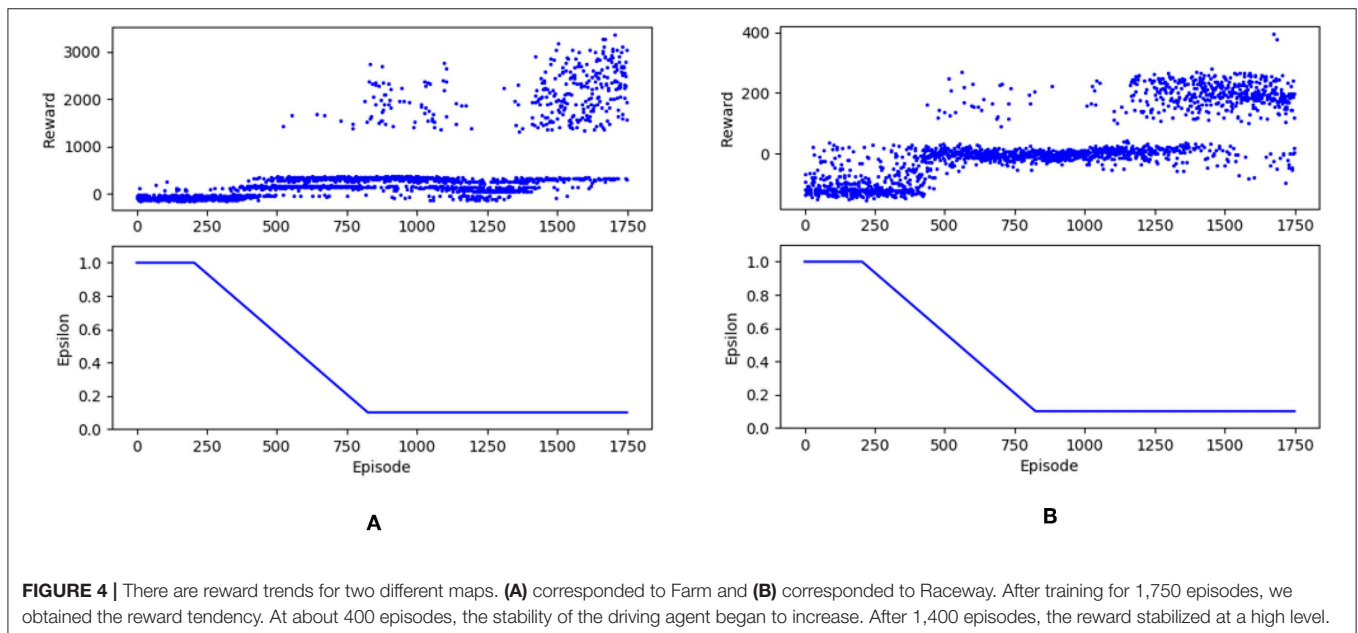 3000
2000
1000
0
Reward
0 250 500 750 1000 1250 1500 1750
1.0
0.8
0.6
0.4
0.2
0.0
Epsilon
0 250 500 750 1000 1250 1500 1750
Episode
A
400
200
0
Reward
0 250 500 750 1000 1250 1500 1750
1.0
0.8
0.6
0.4
0.2
0.0
Epsilon
0 250 500 750 1000 1250 1500 1750
Episode
B
FIGURE 4 | There are reward trends for two different maps. (A) corresponded to Farm and (B) corresponded to Raceway. After training for 1,750 episodes, we
obtained the reward tendency. At about 400 episodes, the stability of the driving agent began to increase. After 1,400 episodes, the reward stabilized at a high level.